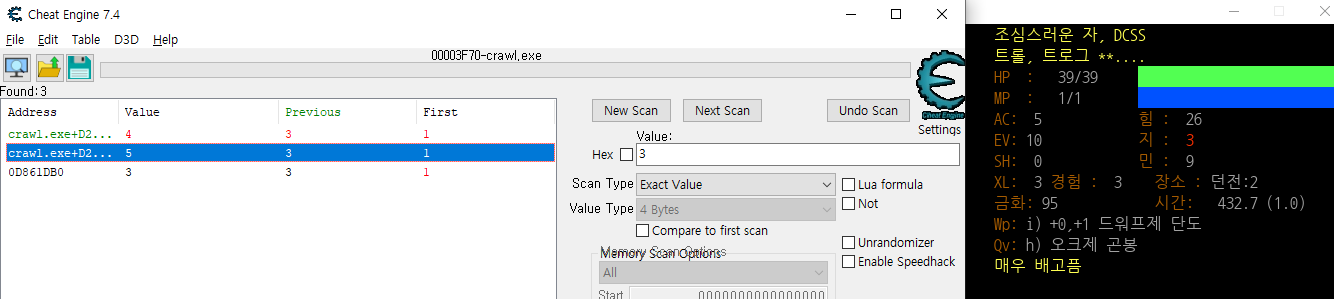 Cheat Engine 7.4
File Edit Table D3D Help
00003F70-crawl.exe
Found:3
Address Value Previous First
crawl.exe+D2... 4 3 1
crawl.exe+D2... 5 3 1
0D861DB0 3 3 1
New Scan Next Scan Undo Scan
Cheat Engine
Settings
Value:
Hex 3
Scan Type Exact Value
Lua formula
Value Type 4 Bytes
Not
Compare to first scan
Memory Scan Options
All
Unrandomizer
Enable Speedhack
Start 0000000000000000
조심스러운 자, DCSS
트롤, 트로그 **....
HP : 39/39
MP : 1/1
AC: 5 힘 : 26
EV: 10 지 : 3
SH: 0 민 : 9
XL: 3 경험 : 3 장소 : 던전:2
금화: 95 시간: 432.7 (1.0)
Wp: i) +0,+1 드워프제 단도
Qv: h) 오크제 곤봉
매우 배고픔